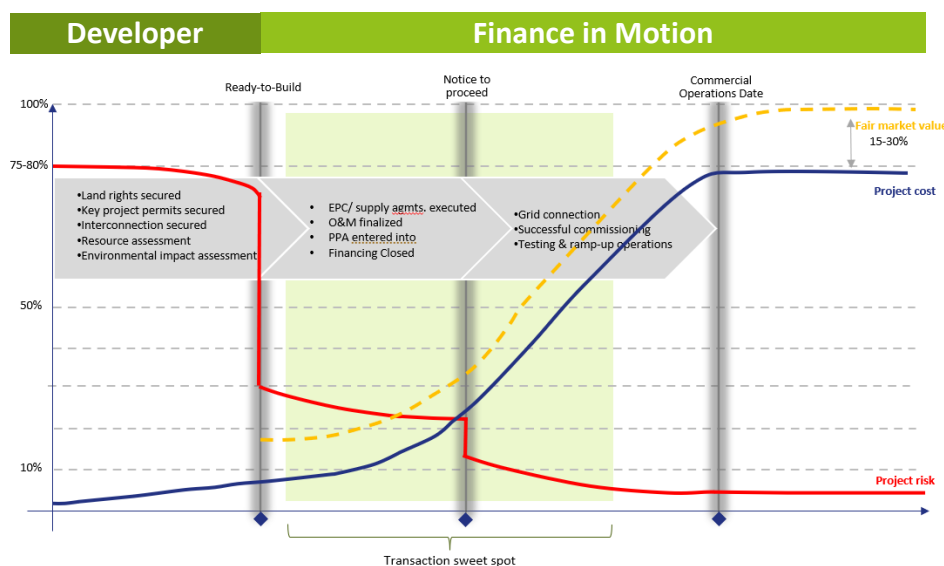 Developer
Finance in Motion
Ready-to-Build
Notice to
proceed
Commercial
Operations Date
100%
Fair market value
15-30%
75-80%
Project cost
•Land rights secured
•Key project permits secured
•Interconnection secured
•Resource assessment
•Environmental impact assessment
• EPC/ supply agmts. executed
• O&M finalized
• PPA entered into
• Financing Closed
•Grid connection
•Successful commissioning
•Testing & ramp-up operations
50%
10%
Project risk
Transaction sweet spot